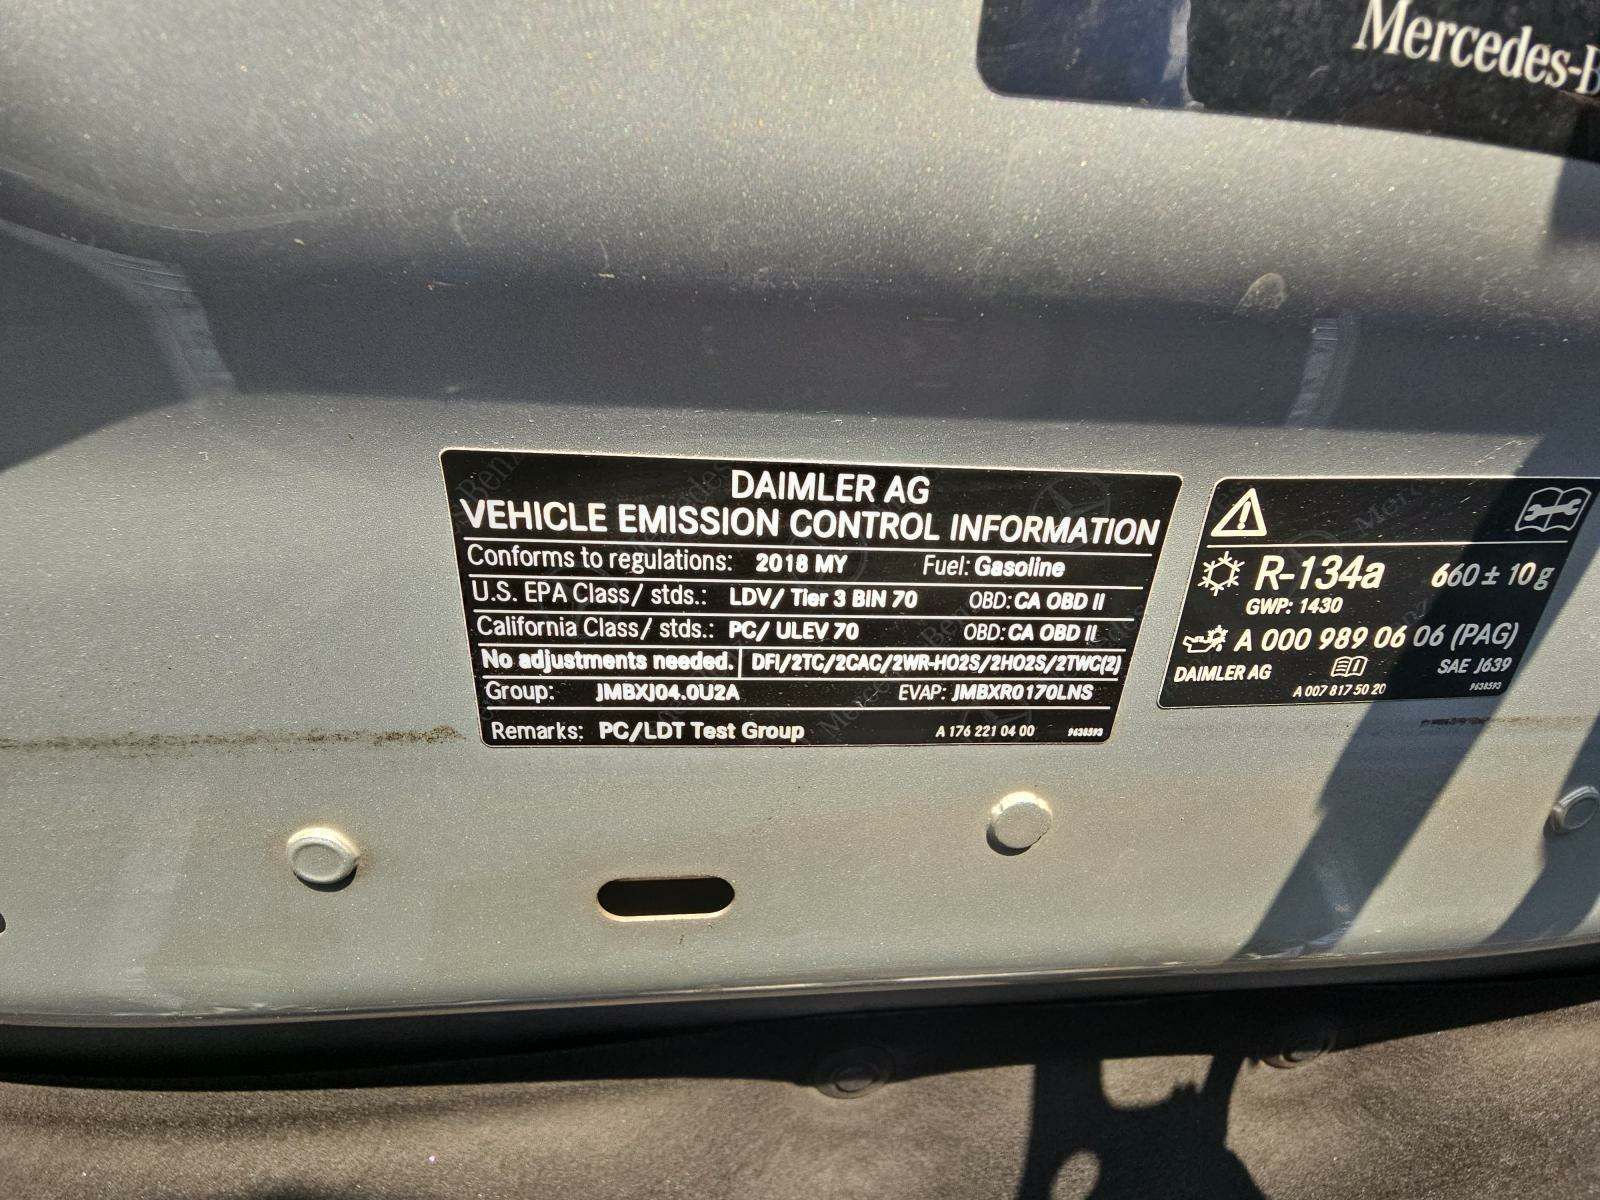 Mercedes-B
DAIMLER AG
VEHICLE EMISSION CONTROL INFORMATION
Conforms to regulations: 2018 MY Fuel: Gasoline
U.S. EPA Class/ stds.: LDV/ Tier 3 BIN 70 OBD: CA OBD II
California Class/ stds.: PC/ ULEV 70 OBD: CA OBD II
No adjustments needed. DFI/2TC/2CAC/2WR-HO2S/2HO2S/2TWC(2)
Group: JMBXJ04.0U2A EVAP: JMBXR0170LNS
Remarks: PC/LDT Test Group A 176 221 04 00 9638593
R-134a 660 ± 10 g
GWP: 1430
A 000 989 06 06 (PAG)
DAIMLER AG SAE J639
A 007 817 50 20 9638593